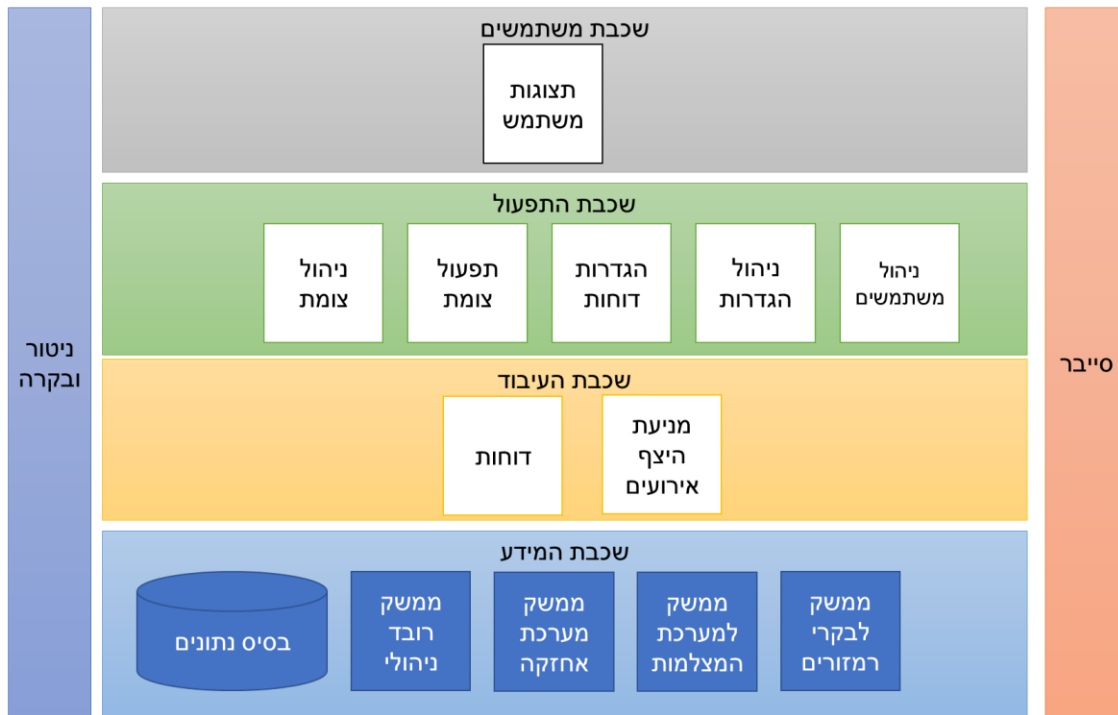 שכבת משתמשים
תצוגות
משתמש
שכבת התפעול
ניהול
משתמשים
ניהול
הגדרות
הגדרות
דוחות
תפעול
צומת
ניהול
צומת
שכבת העיבוד
מניעת
היצף
אירועים
דוחות
שכבת המידע
ממשק
לבקרי
רמזורים
ממשק
למערכת
המצלמות
ממשק
מערכת
אחזקה
ממשק
רובד
ניהולי
בסיס נתונים
סייבר
ניטור
ובקרה